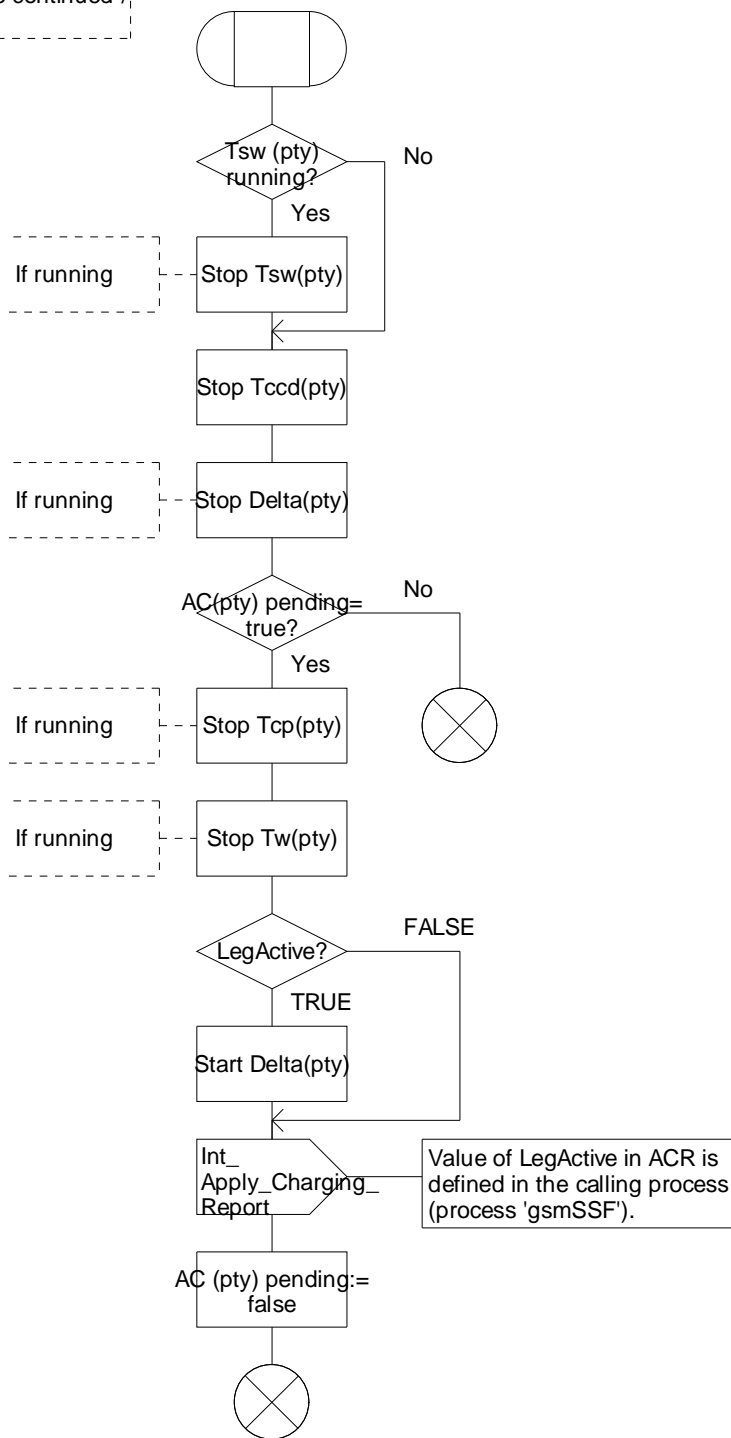 continued
Tsw (pty)
running?
No
Yes
If running
Stop Tsw(pty)
Stop Tccd(pty)
If running
Stop Delta(pty)
AC(pty) pending=
true?
No
Yes
If running
Stop Tcp(pty)
If running
Stop Tw(pty)
LegActive?
FALSE
TRUE
Start Delta(pty)
Int_
Apply_Charging_
Report
Value of LegActive in ACR is
defined in the calling process
(process 'gsmSSF').
AC (pty) pending:=
false